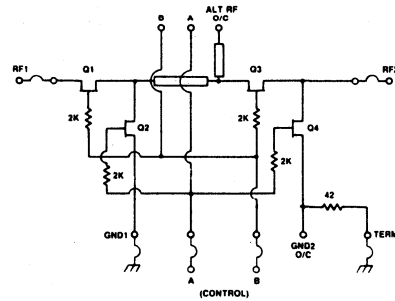 ALT RF
O/C
B A
RF1 Q1 Q3 RF2
2K Q2 2K Q4
2K 2K
42
GND1 GND2 TERM
O/C
A B
(CONTROL)